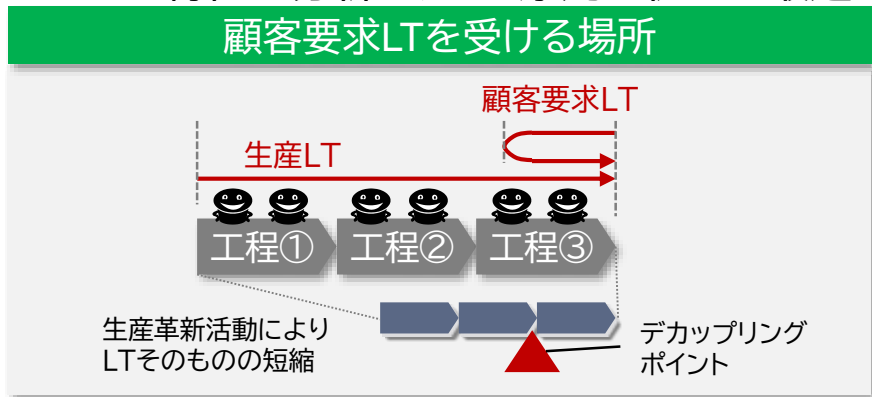 顧客要求LTを受ける場所
顧客要求LT
生産LT
工程①
工程②
工程③
生産革新活動により
LTそのものの短縮
デカップリング
ポイント